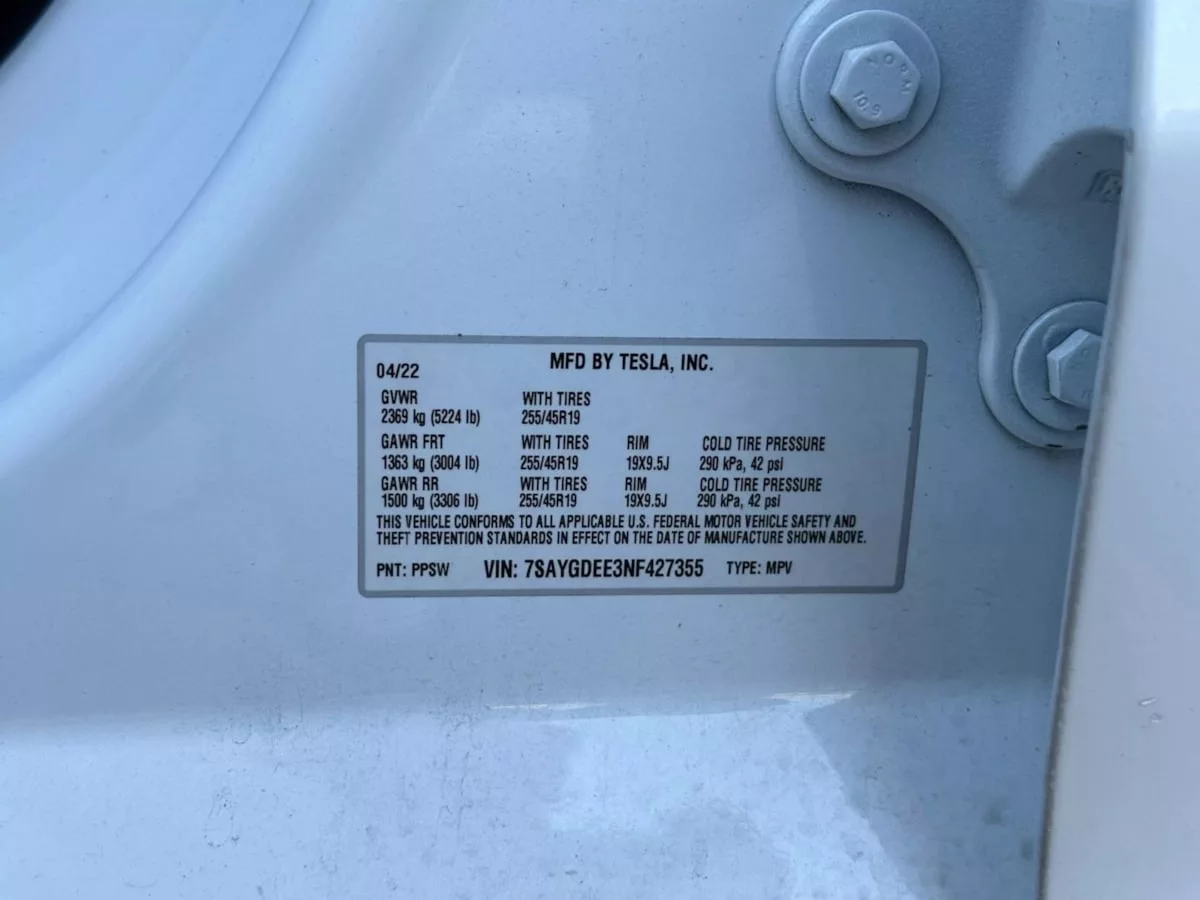 NORM
10.9
04/22 MFD BY TESLA, INC.
GVWR WITH TIRES
2369 kg (5224 lb) 255/45R19
GAWR FRT WITH TIRES RIM COLD TIRE PRESSURE
1363 kg (3004 lb) 255/45R19 19X9.5J 290 kPa, 42 psi
GAWR RR WITH TIRES RIM COLD TIRE PRESSURE
1500 kg (3306 lb) 255/45R19 19X9.5J 290 kPa, 42 psi
THIS VEHICLE CONFORMS TO ALL APPLICABLE U.S. FEDERAL MOTOR VEHICLE SAFETY AND
THEFT PREVENTION STANDARDS IN EFFECT ON THE DATE OF MANUFACTURE SHOWN ABOVE.
PNT: PPSW VIN: 7SAYGDEE3NF427355 TYPE: MPV